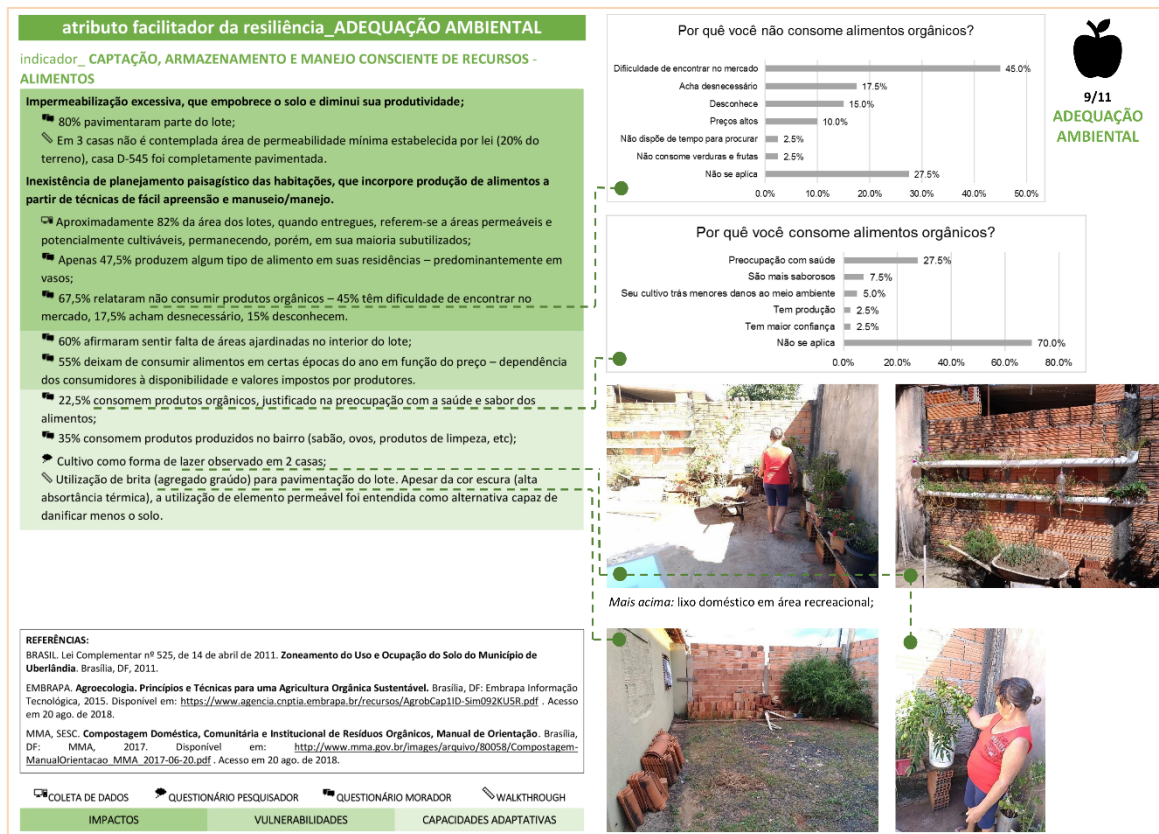 atributo facilitador da resiliência_ADEQUAÇÃO AMBIENTAL
indicador_ CAPTAÇÃO, ARMAZENAMENTO E MANEJO CONSCIENTE DE RECURSOS -
ALIMENTOS
Impermeabilização excessiva, que empobrece o solo e diminui sua produtividade;
80% pavimentaram parte do lote;
Em 3 casas não é contemplada área de permeabilidade mínima estabelecida por lei (20% do
terreno), casa D-545 foi completamente pavimentada.
Inexistência de planejamento paisagístico das habitações, que incorpore produção de alimentos a
partir de técnicas de fácil apreensão e manuseio/manejo.
Aproximadamente 82% da área dos lotes, quando entregues, referem-se a áreas permeáveis e
potencialmente cultiváveis, permanecendo, porém, em sua maioria subutilizados;
Apenas 47,5% produzem algum tipo de alimento em suas residências – predominantemente em
vasos;
67,5% relataram não consumir produtos orgânicos – 45% têm dificuldade de encontrar no
mercado, 17,5% acham desnecessário, 15% desconhecem.
60% afirmaram sentir falta de áreas ajardinadas no interior do lote;
55% deixam de consumir alimentos em certas épocas do ano em função do preço – dependência
dos consumidores à disponibilidade e valores impostos por produtores.
22,5% consomem produtos orgânicos, justificado na preocupação com a saúde e sabor dos
alimentos;
35% consomem produtos produzidos no bairro (sabão, ovos, produtos de limpeza, etc);
Cultivo como forma de lazer observado em 2 casas;
Utilização de brita (agregado graúdo) para pavimentação do lote. Apesar da cor escura (alta
absortância térmica), a utilização de elemento permeável foi entendida como alternativa capaz de
danificar menos o solo.
REFERÊNCIAS:
BRASIL. Lei Complementar nº 525, de 14 de abril de 2011. Zoneamento do Uso e Ocupação do Solo do Município de
Uberlândia. Brasília, DF, 2011.
EMBRAPA. Agroecologia. Princípios e Técnicas para uma Agricultura Orgânica Sustentável. Brasília, DF: Embrapa Informação
Tecnológica, 2015. Disponível em: https://www.agencia.cnptia.embrapa.br/recursos/AgrobCap1ID-Sim092KU5R.pdf . Acesso
em 20 ago. de 2018.
MMA, SESC. Compostagem Doméstica, Comunitária e Institucional de Resíduos Orgânicos, Manual de Orientação. Brasília,
DF: MMA, 2017. Disponível em: http://www.mma.gov.br/images/arquivo/80058/Compostagem-
ManualOrientacao_MMA_2017-06-20.pdf . Acesso em 20 ago. de 2018.
COLETA DE DADOS QUESTIONÁRIO PESQUISADOR QUESTIONÁRIO MORADOR WALKTHROUGH
IMPACTOS VULNERABILIDADES CAPACIDADES ADAPTATIVAS
Por quê você não consome alimentos orgânicos?
Dificuldade de encontrar no mercado 45.0%
Acha desnecessário 17.5%
Desconhece 15.0%
Preços altos 10.0%
Não dispõe de tempo para procurar 2.5%
Não consome verduras e frutas 2.5%
Não se aplica 27.5%
0.0% 10.0% 20.0% 30.0% 40.0% 50.0%
Por quê você consome alimentos orgânicos?
Preocupação com saúde 27.5%
São mais saborosos 7.5%
Seu cultivo trás menores danos ao meio ambiente 5.0%
Tem produção 2.5%
Tem maior confiança 2.5%
Não se aplica 70.0%
0.0% 20.0% 40.0% 60.0% 80.0%
9/11
ADEQUAÇÃO
AMBIENTAL
Mais acima: lixo doméstico em área recreacional;